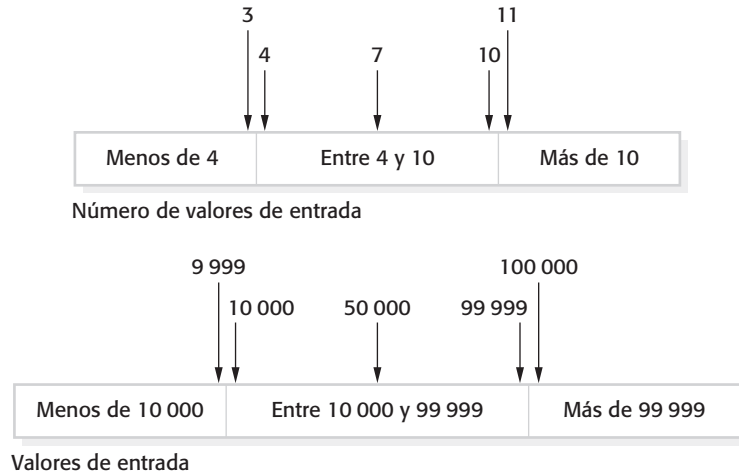 3
11
4
7
10
Menos de 4
Entre 4 y 10
Más de 10
Número de valores de entrada
9 999
100 000
10 000
50 000
99 999
Menos de 10 000
Entre 10 000 y 99 999
Más de 99 999
Valores de entrada